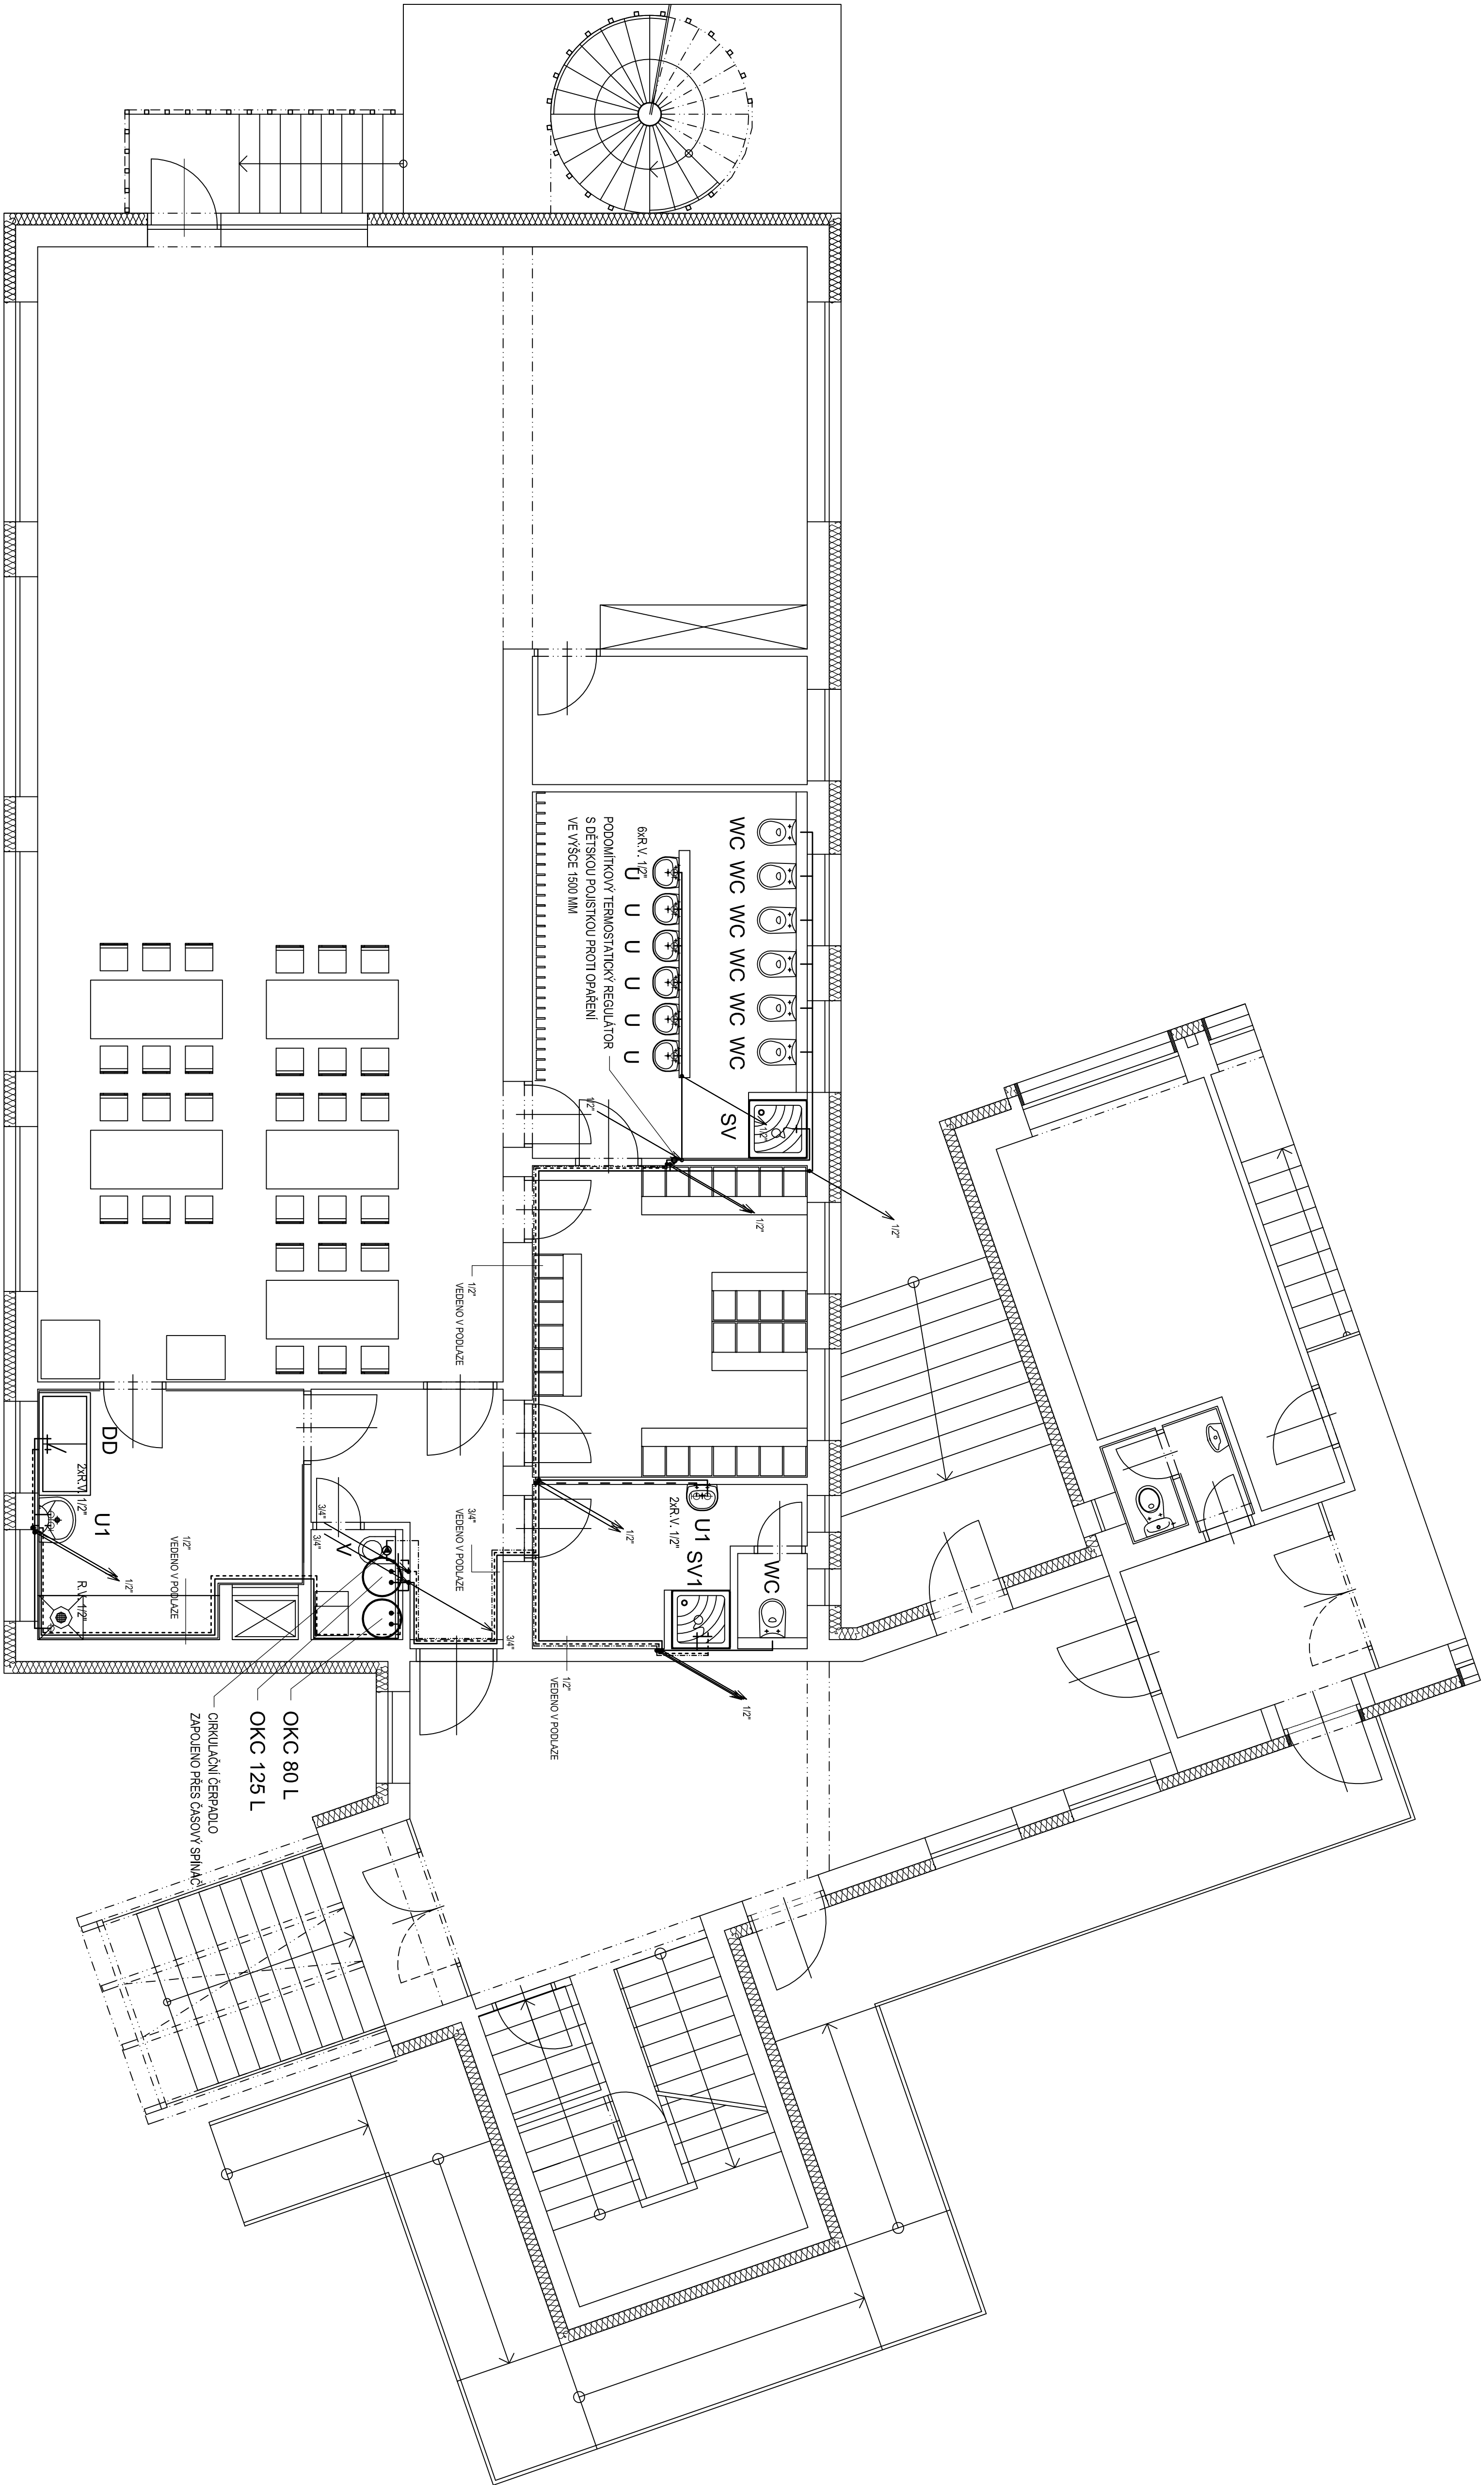 WC WC WC WC WC WC
6xR.V. 1/2"
U U U U U U
PODOMÍTKOVÝ TERMOSTATICKÝ REGULÁTOR
S DĚTSKOU POJISTKOU PROTI OPAŘENÍ
VE VÝŠCE 1500 MM
SV
1/2"
1/2"
1/2"
1/2"
1/2"
VEDENO V PODLAZE
WC
U1 SV1
2xR.V. 1/2"
1/2"
1/2"
1/2"
VEDENO V PODLAZE
3/4"
VEDENO V PODLAZE
3/4"
3/4"
3/4"
V
DD
2xR.V. 1/2"
U1
1/2"
R.V. 1/2"
1/2"
VEDENO V PODLAZE
OKC 80 L
OKC 125 L
CIRKULAČNÍ ČERPADLO
ZAPOJENO PŘES ČASOVÝ SPÍNAČ